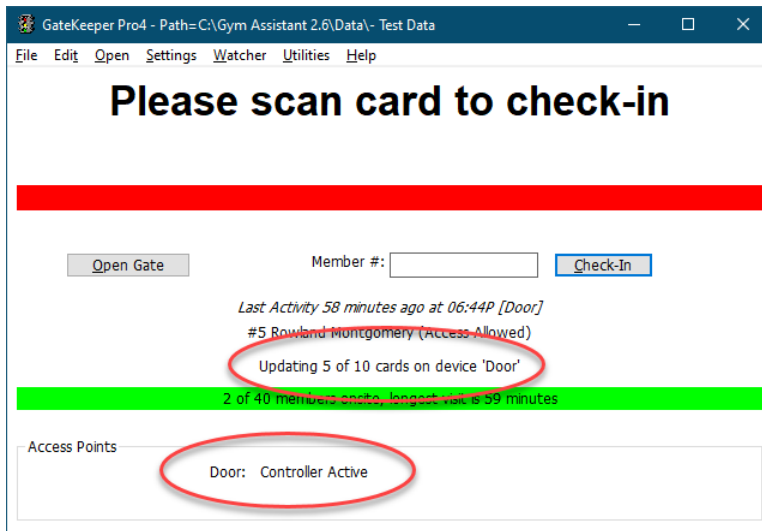 GateKeeper Pro4 - Path=C:\Gym Assistant 2.6\Data\- Test Data
File Edit Open Settings Watcher Utilities Help
Please scan card to check-in
Open Gate Member #: Check-In
Last Activity 58 minutes ago at 06:44P [Door]
#5 Rowland Montgomery (Access Allowed)
Updating 5 of 10 cards on device 'Door'
2 of 40 members onsite, longest visit is 59 minutes
Access Points
Door: Controller Active